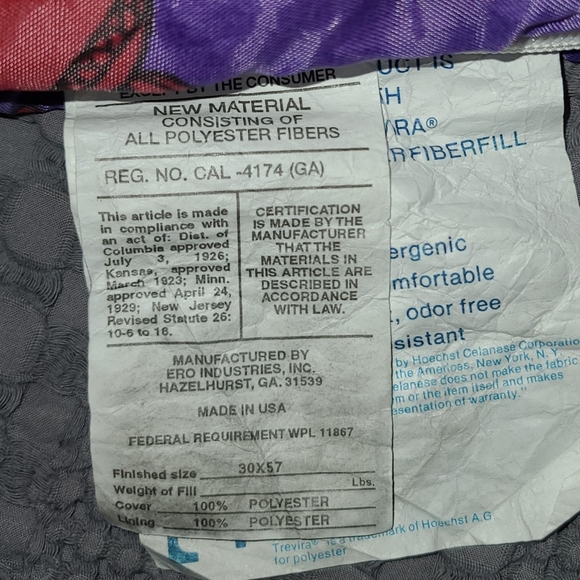 EXCEPT BY THE CONSUMER
NEW MATERIAL
CONSISTING OF
ALL POLYESTER FIBERS
REG. NO. CAL -4174 (GA)
This article is made
in compliance with
an act of: Dist. of
Columbia approved
July 3, 1926;
Kansas, approved
March 1923; Minn.
approved April 24,
1929; New Jersey
Revised Statute 26:
10-6 to 18.
CERTIFICATION
IS MADE BY THE
MANUFACTURER
THAT THE
MATERIALS IN
THIS ARTICLE ARE
DESCRIBED IN
ACCORDANCE
WITH LAW.
MANUFACTURED BY
ERO INDUSTRIES, INC.
HAZELHURST, GA. 31539
MADE IN USA
FEDERAL REQUIREMENT WPL 11867
Finished size 30X57
Weight of Fill Lbs.
Cover 100% POLYESTER
Lining 100% POLYESTER
UCT IS
H
RA®
R FIBERFILL
ergenic
mfortable
, odor free
sistant
by Hoechst Celanese Corporatio
the Americas, New York, N. Y.
elanese does not make the fabric
m or the item itself and makes
esentation of warranty."
Trevira® is a trademark of Hoechst A.G
for polyester